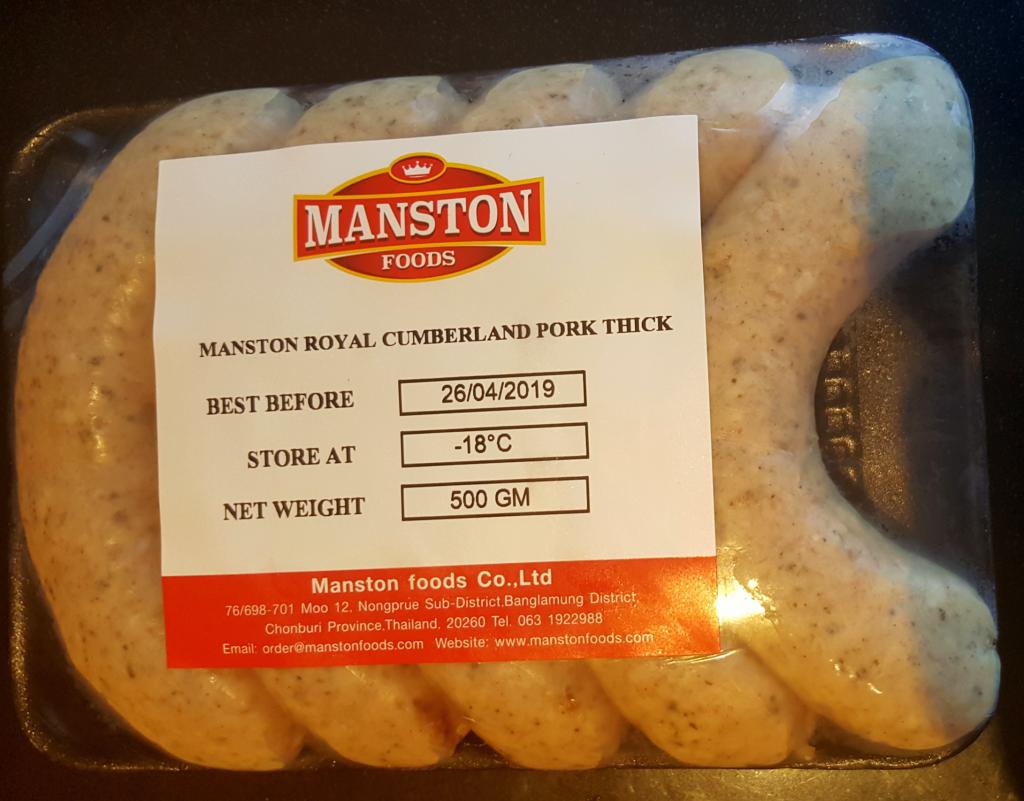 MANSTON
FOODS
MANSTON ROYAL CUMBERLAND PORK THICK
BEST BEFORE 26/04/2019
STORE AT -18°C
NET WEIGHT 500 GM
Manston foods Co.,Ltd
76/698-701 Moo 12. Nongprue Sub-District,Banglamung District,
Chonburi Province,Thailand, 20260 Tel. 063 1922988
Email: order@manstonfoods.com Website: www.manstonfoods.com